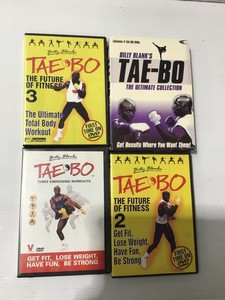 Billy Blanks
TAE BO
THE FUTURE
OF FITNESS
3
The Ultimate
Total Body
Workout
FIRST TIME ON
DVD
BILLY BLANK'S
TAE-BO
THE ULTIMATE COLLECTION
Get Results Where You Want Them!
Billy Blanks
TAE BO
THREE ENERGISING WORKOUTS
V
DVD
GET FIT, LOSE WEIGHT,
HAVE FUN, BE STRONG
Billy Blanks
TAE BO
THE FUTURE
OF FITNESS
2
Get Fit,
Lose Weight,
Have Fun,
Be Strong
FIRST TIME ON
DVD